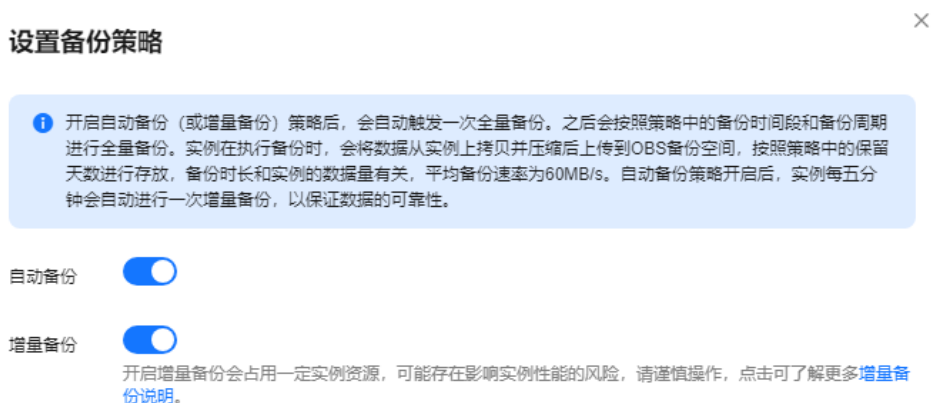 设置备份策略
开启自动备份（或增量备份）策略后，会自动触发一次全量备份。之后会按照策略中的备份时间段和备份周期
进行全量备份。实例在执行备份时，会将数据从实例上拷贝并压缩后上传到OBS备份空间，按照策略中的保留
天数进行存放，备份时长和实例的数据量有关，平均备份速率为60MB/s。自动备份策略开启后，实例每五分
钟会自动进行一次增量备份，以保证数据的可靠性。
自动备份
增量备份
开启增量备份会占用一定实例资源，可能存在影响实例性能的风险，请谨慎操作，点击可了解更多增量备
份说明。